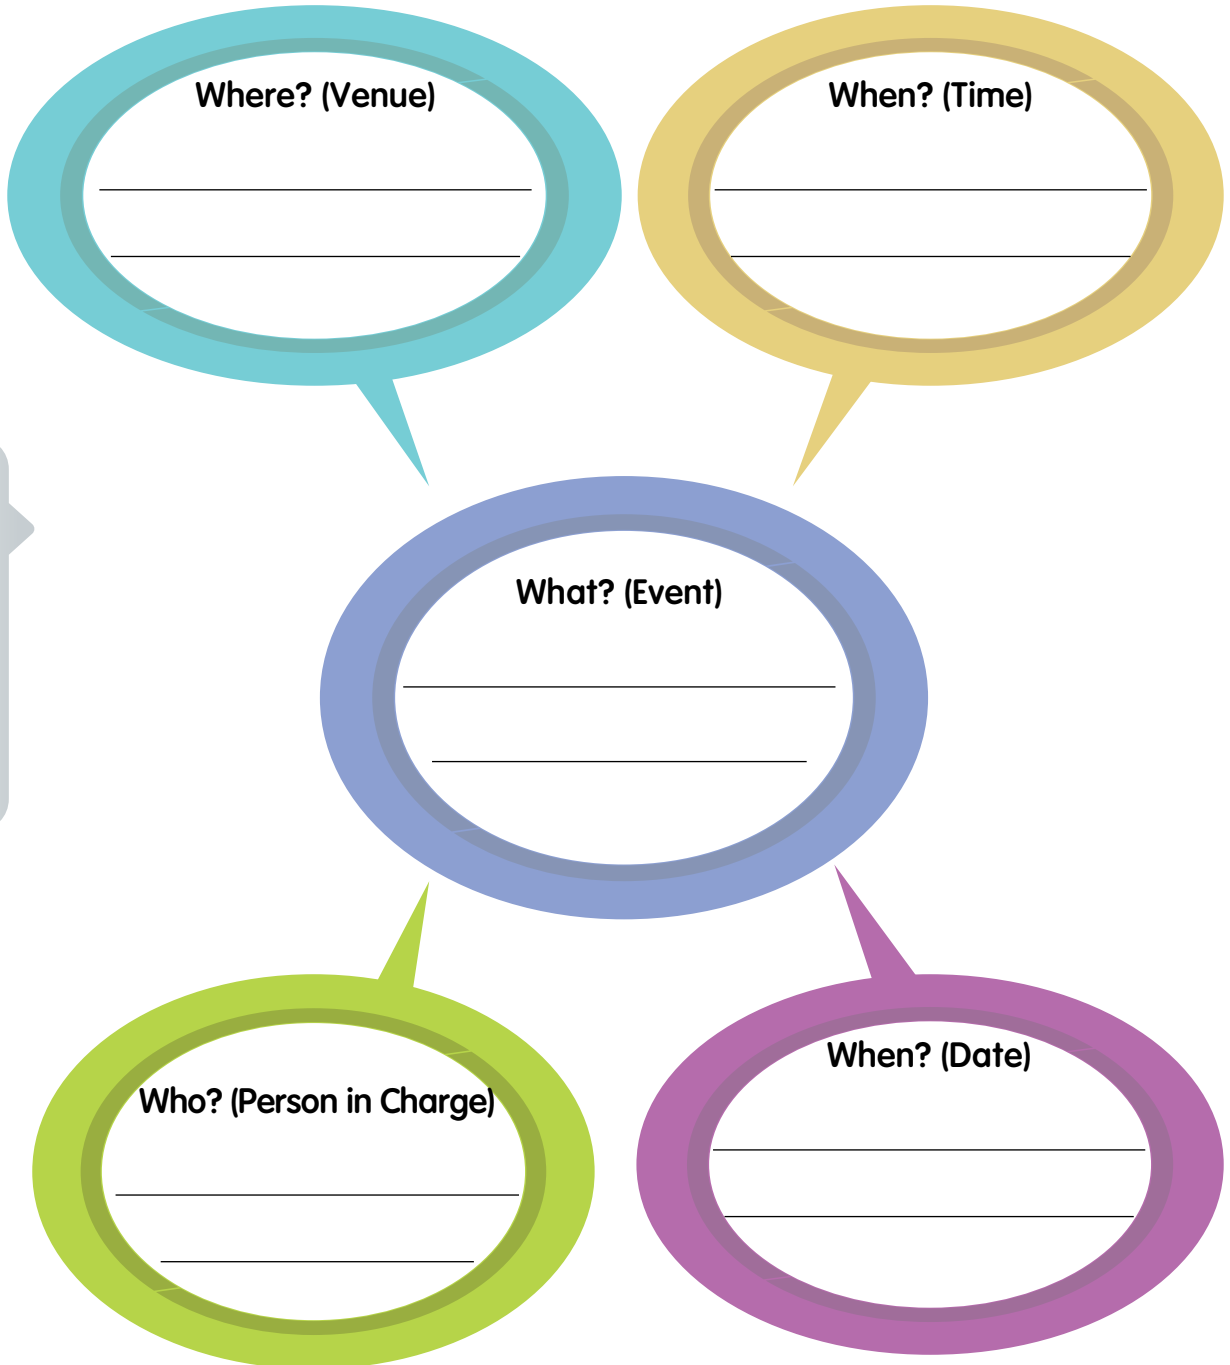 Where? (Venue)
When? (Time)
What? (Event)
Who? (Person in Charge)
When? (Date)